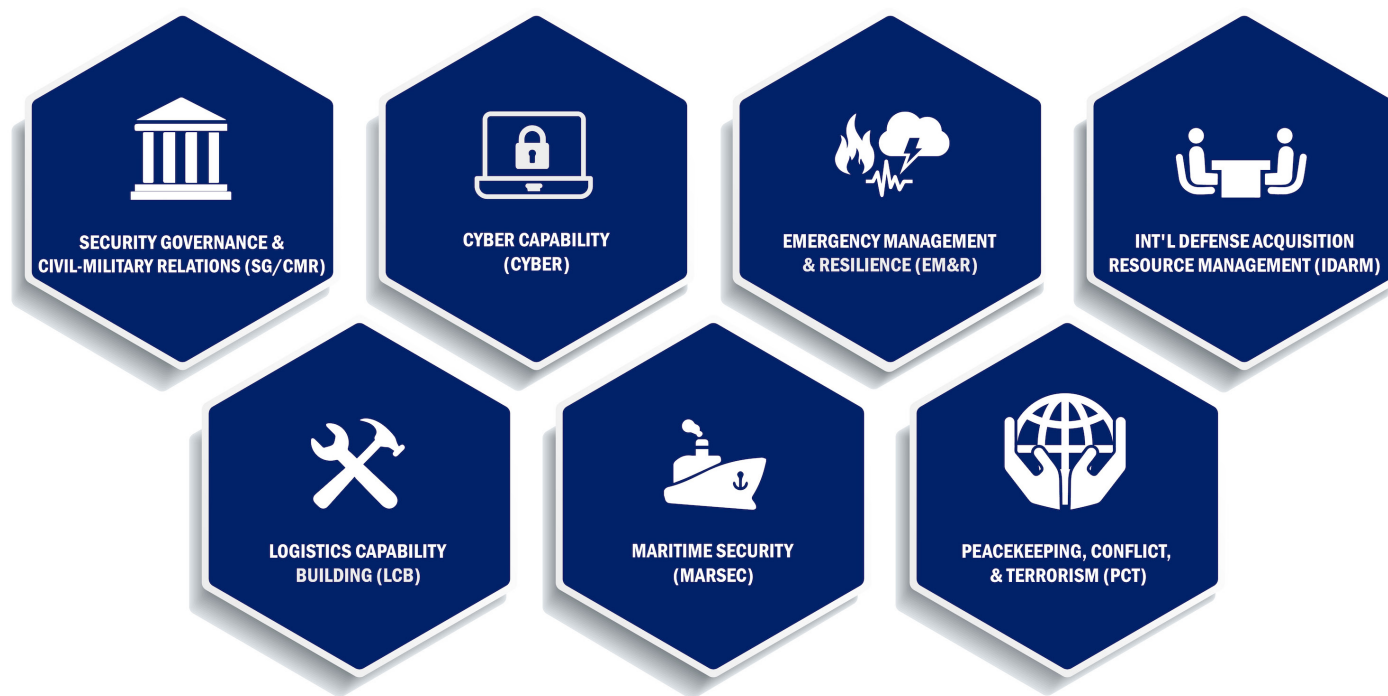 SECURITY GOVERNANCE &
CIVIL-MILITARY RELATIONS (SG/CMR)
CYBER CAPABILITY
(CYBER)
EMERGENCY MANAGEMENT
& RESILIENCE (EM&R)
INT'L DEFENSE ACQUISITION
RESOURCE MANAGEMENT (IDARM)
LOGISTICS CAPABILITY
BUILDING (LCB)
MARITIME SECURITY
(MARSEC)
PEACEKEEPING, CONFLICT,
& TERRORISM (PCT)